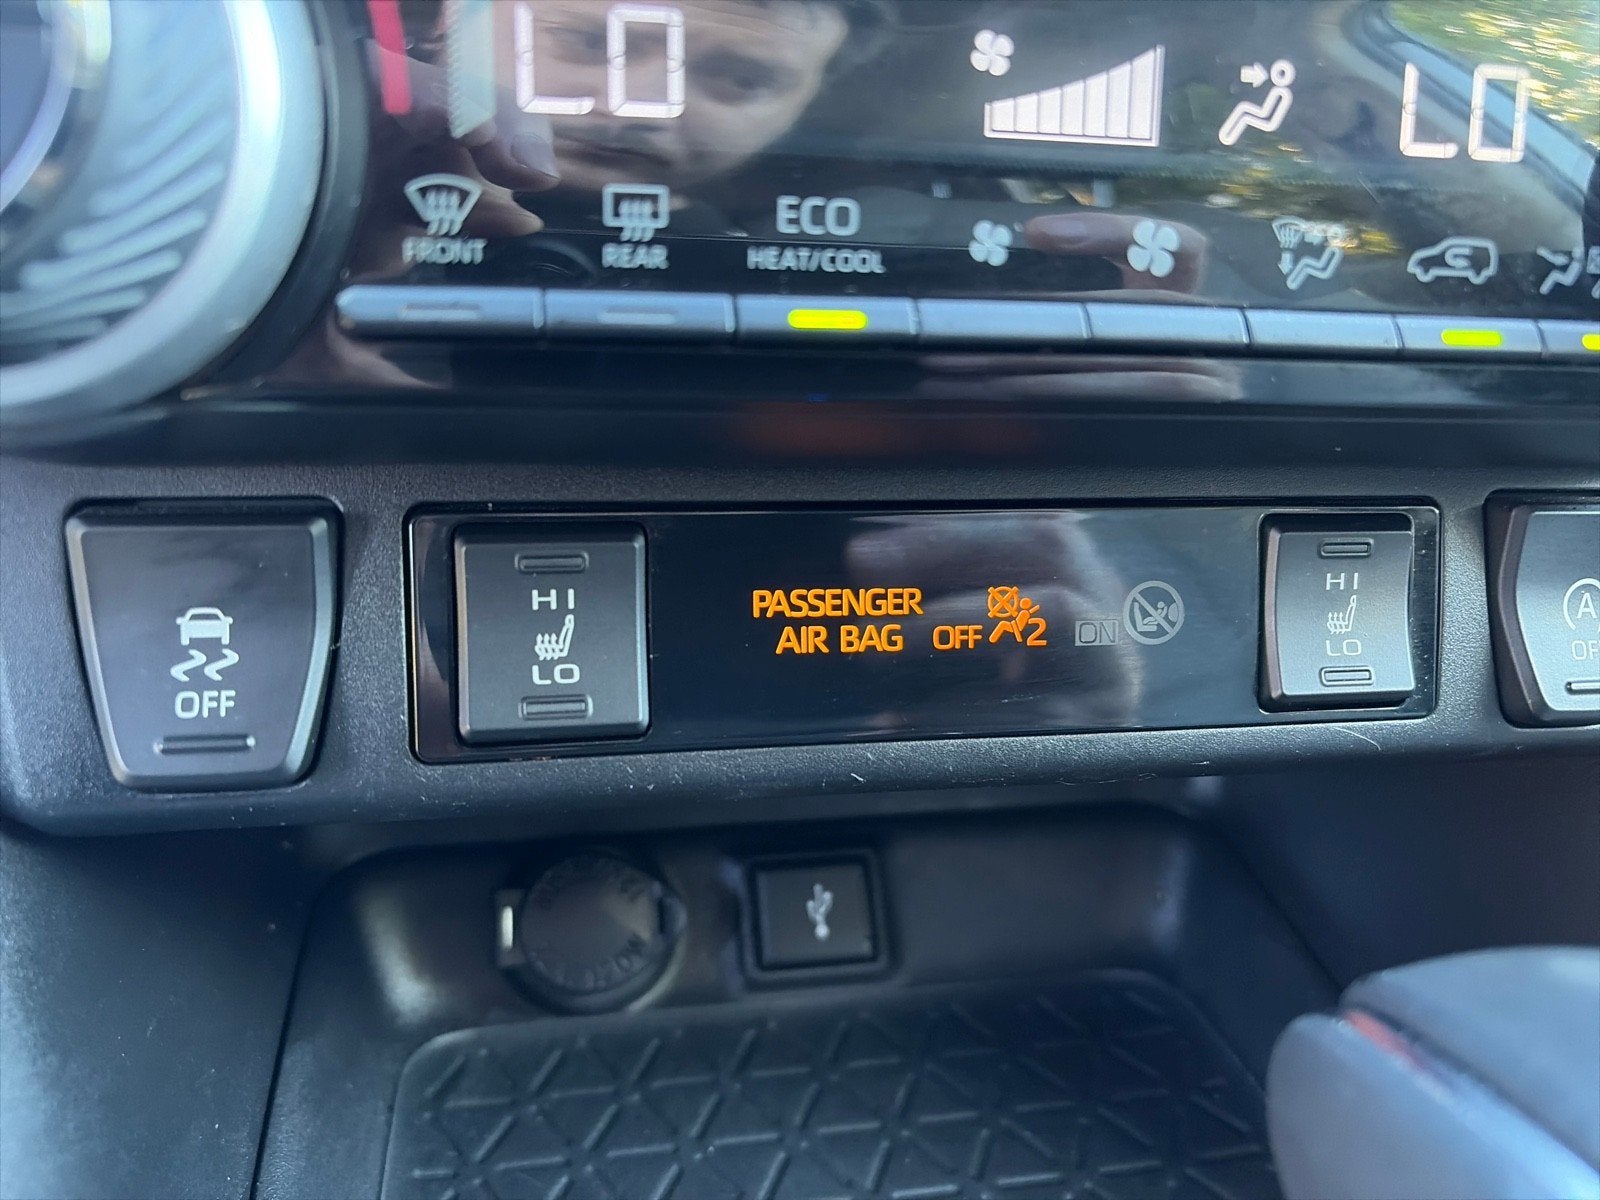 LO
LO
FRONT
REAR
ECO
HEAT/COOL
OFF
HI
LO
PASSENGER
AIR BAG OFF 2 ON
HI
LO
A